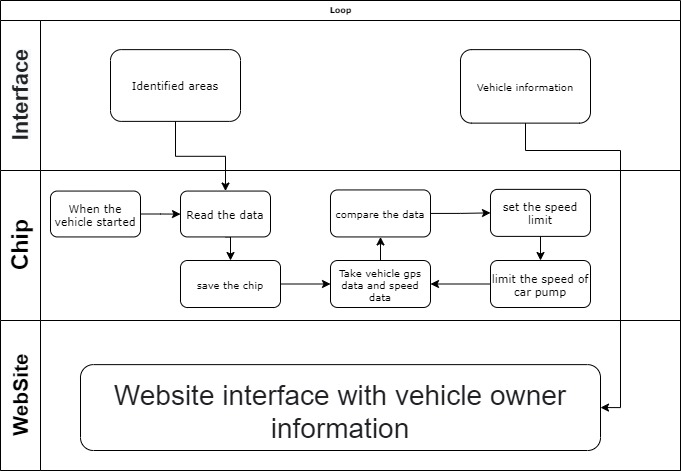 Loop
Interface
Identified areas
Vehicle information
Chip
When the
vehicle started
Read the data
compare the data
set the speed
limit
save the chip
Take vehicle gps
data and speed
data
limit the speed of
car pump
WebSite
Website interface with vehicle owner
information